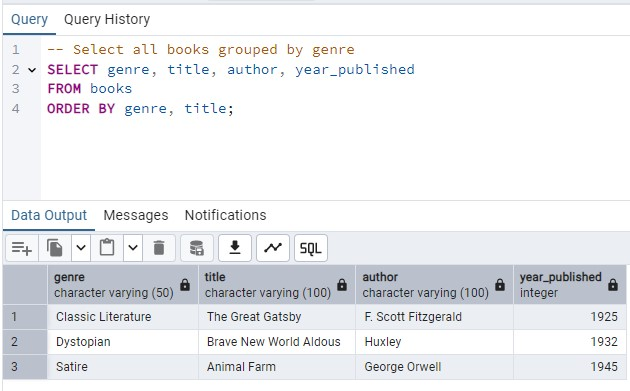 Query Query History
1 -- Select all books grouped by genre
2 SELECT genre, title, author, year_published
3 FROM books
4 ORDER BY genre, title;
Data Output Messages Notifications
SQL
genre title author year_published
character varying (50) character varying (100) character varying (100) integer
1 Classic Literature The Great Gatsby F. Scott Fitzgerald 1925
2 Dystopian Brave New World Aldous Huxley 1932
3 Satire Animal Farm George Orwell 1945